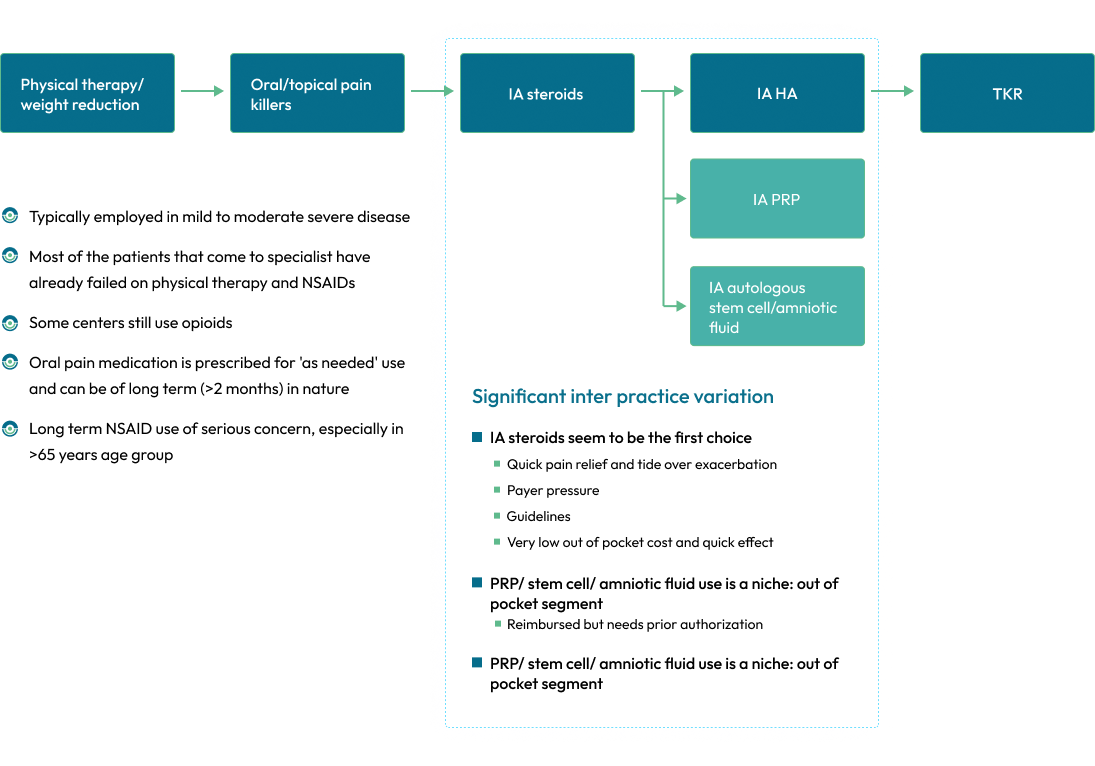 Physical therapy/
weight reduction
Oral/topical pain
killers
IA steroids
IA HA
TKR
IA PRP
IA autologous
stem cell/amniotic
fluid
Typically employed in mild to moderate severe disease
Most of the patients that come to specialist have
already failed on physical therapy and NSAIDs
Some centers still use opioids
Oral pain medication is prescribed for 'as needed' use
and can be of long term (>2 months) in nature
Long term NSAID use of serious concern, especially in
>65 years age group
Significant inter practice variation
IA steroids seem to be the first choice
Quick pain relief and tide over exacerbation
Payer pressure
Guidelines
Very low out of pocket cost and quick effect
PRP/ stem cell/ amniotic fluid use is a niche: out of
pocket segment
Reimbursed but needs prior authorization
PRP/ stem cell/ amniotic fluid use is a niche: out of
pocket segment